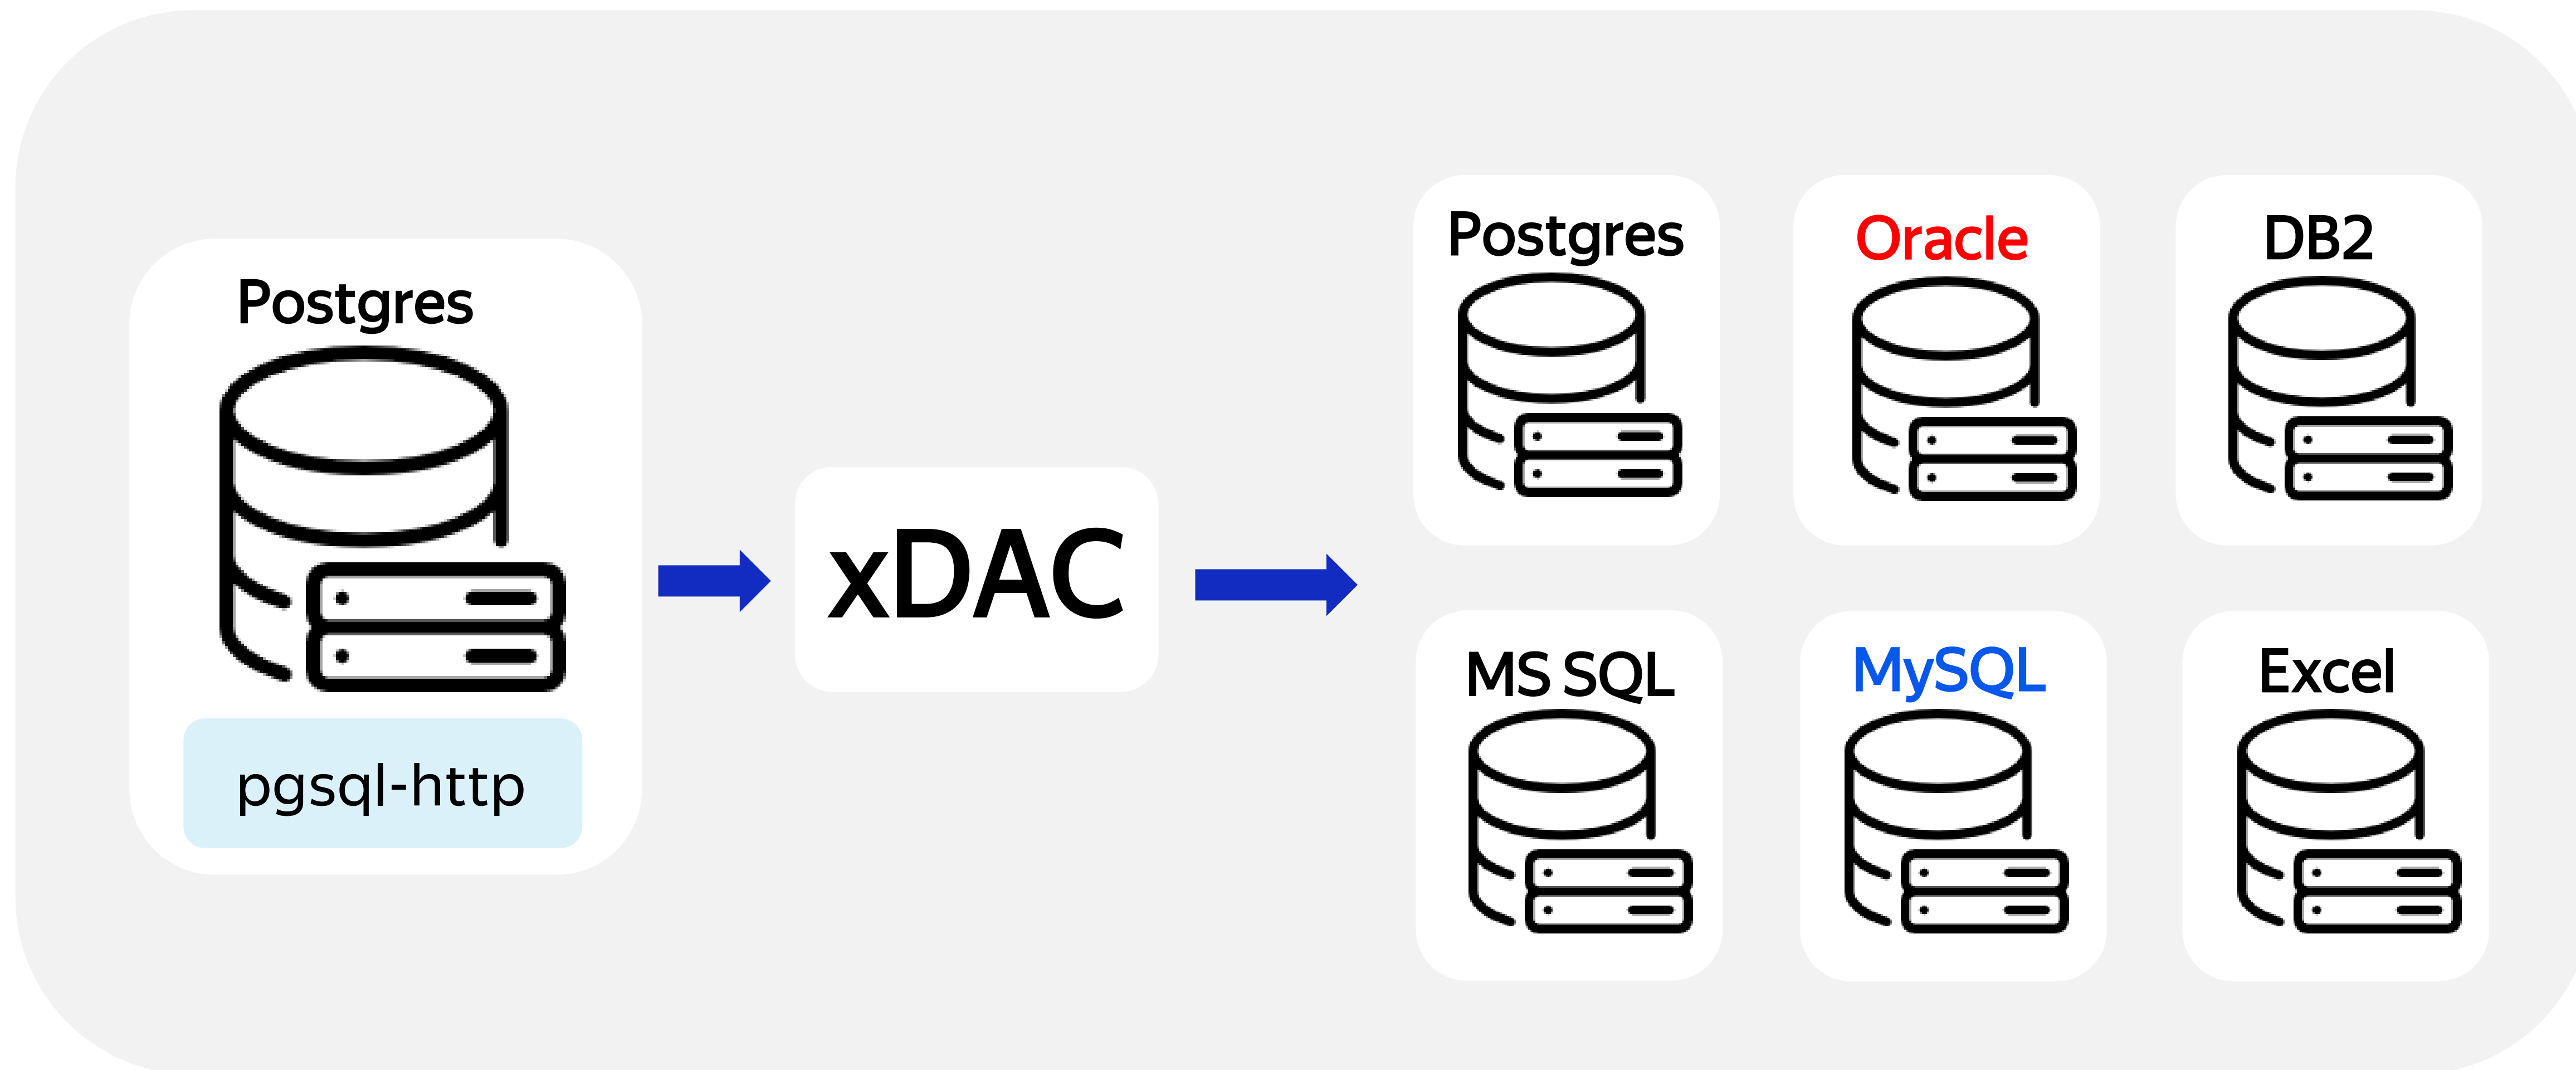 Postgres
pgsql-http
xDAC
Postgres
Oracle
DB2
MS SQL
MySQL
Excel